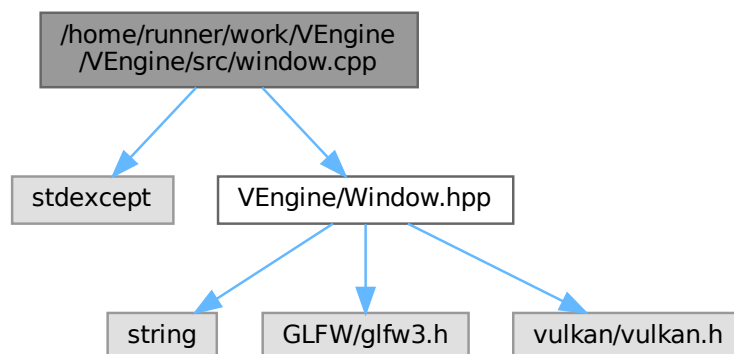 /home/runner/work/VEngine
/VEngine/src/window.cpp
stdexcept
VEngine/Window.hpp
string
GLFW/glfw3.h
vulkan/vulkan.h